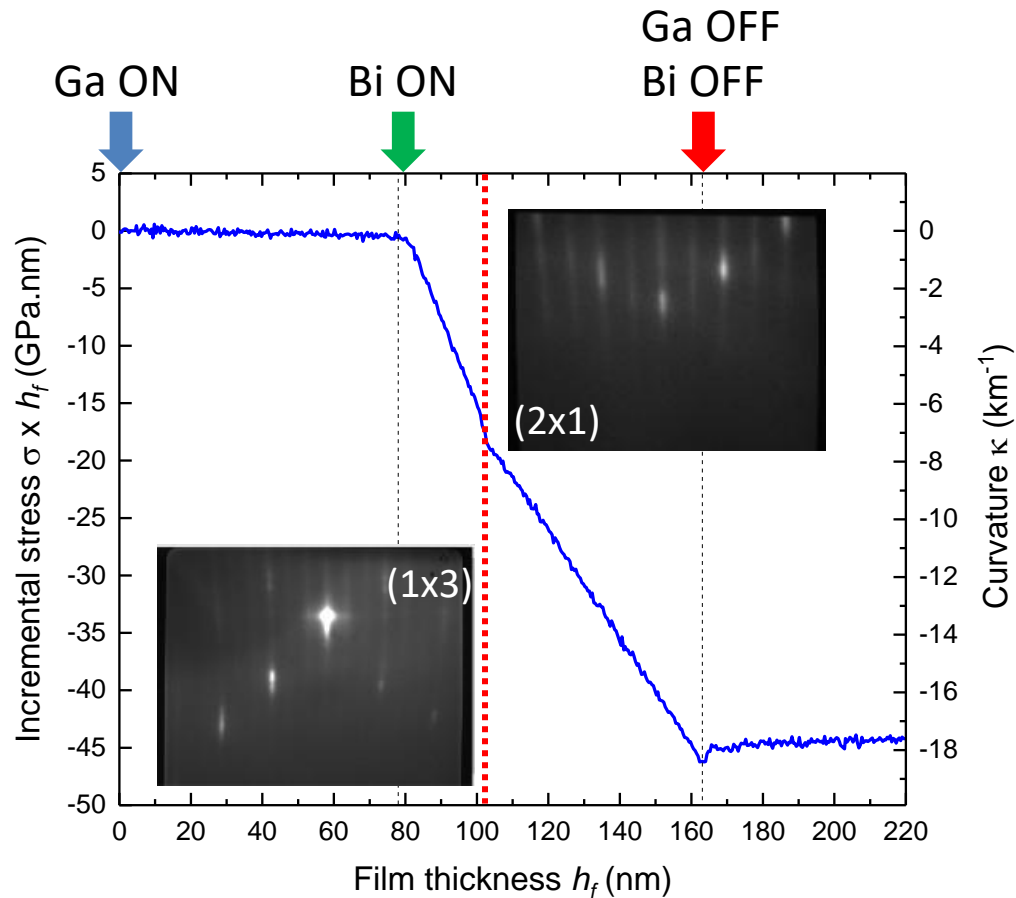 Ga OFF
Ga ON Bi ON Bi OFF
5
0
-5
-10
-15
-20
-25
-30
-35
-40
-45
-50
Incremental stress σ x h_f (GPa.nm)
(2x1)
(1x3)
0
-2
-4
-6
-8
-10
-12
-14
-16
-18
Curvature κ (km⁻¹)
0 20 40 60 80 100 120 140 160 180 200 220
Film thickness h_f (nm)